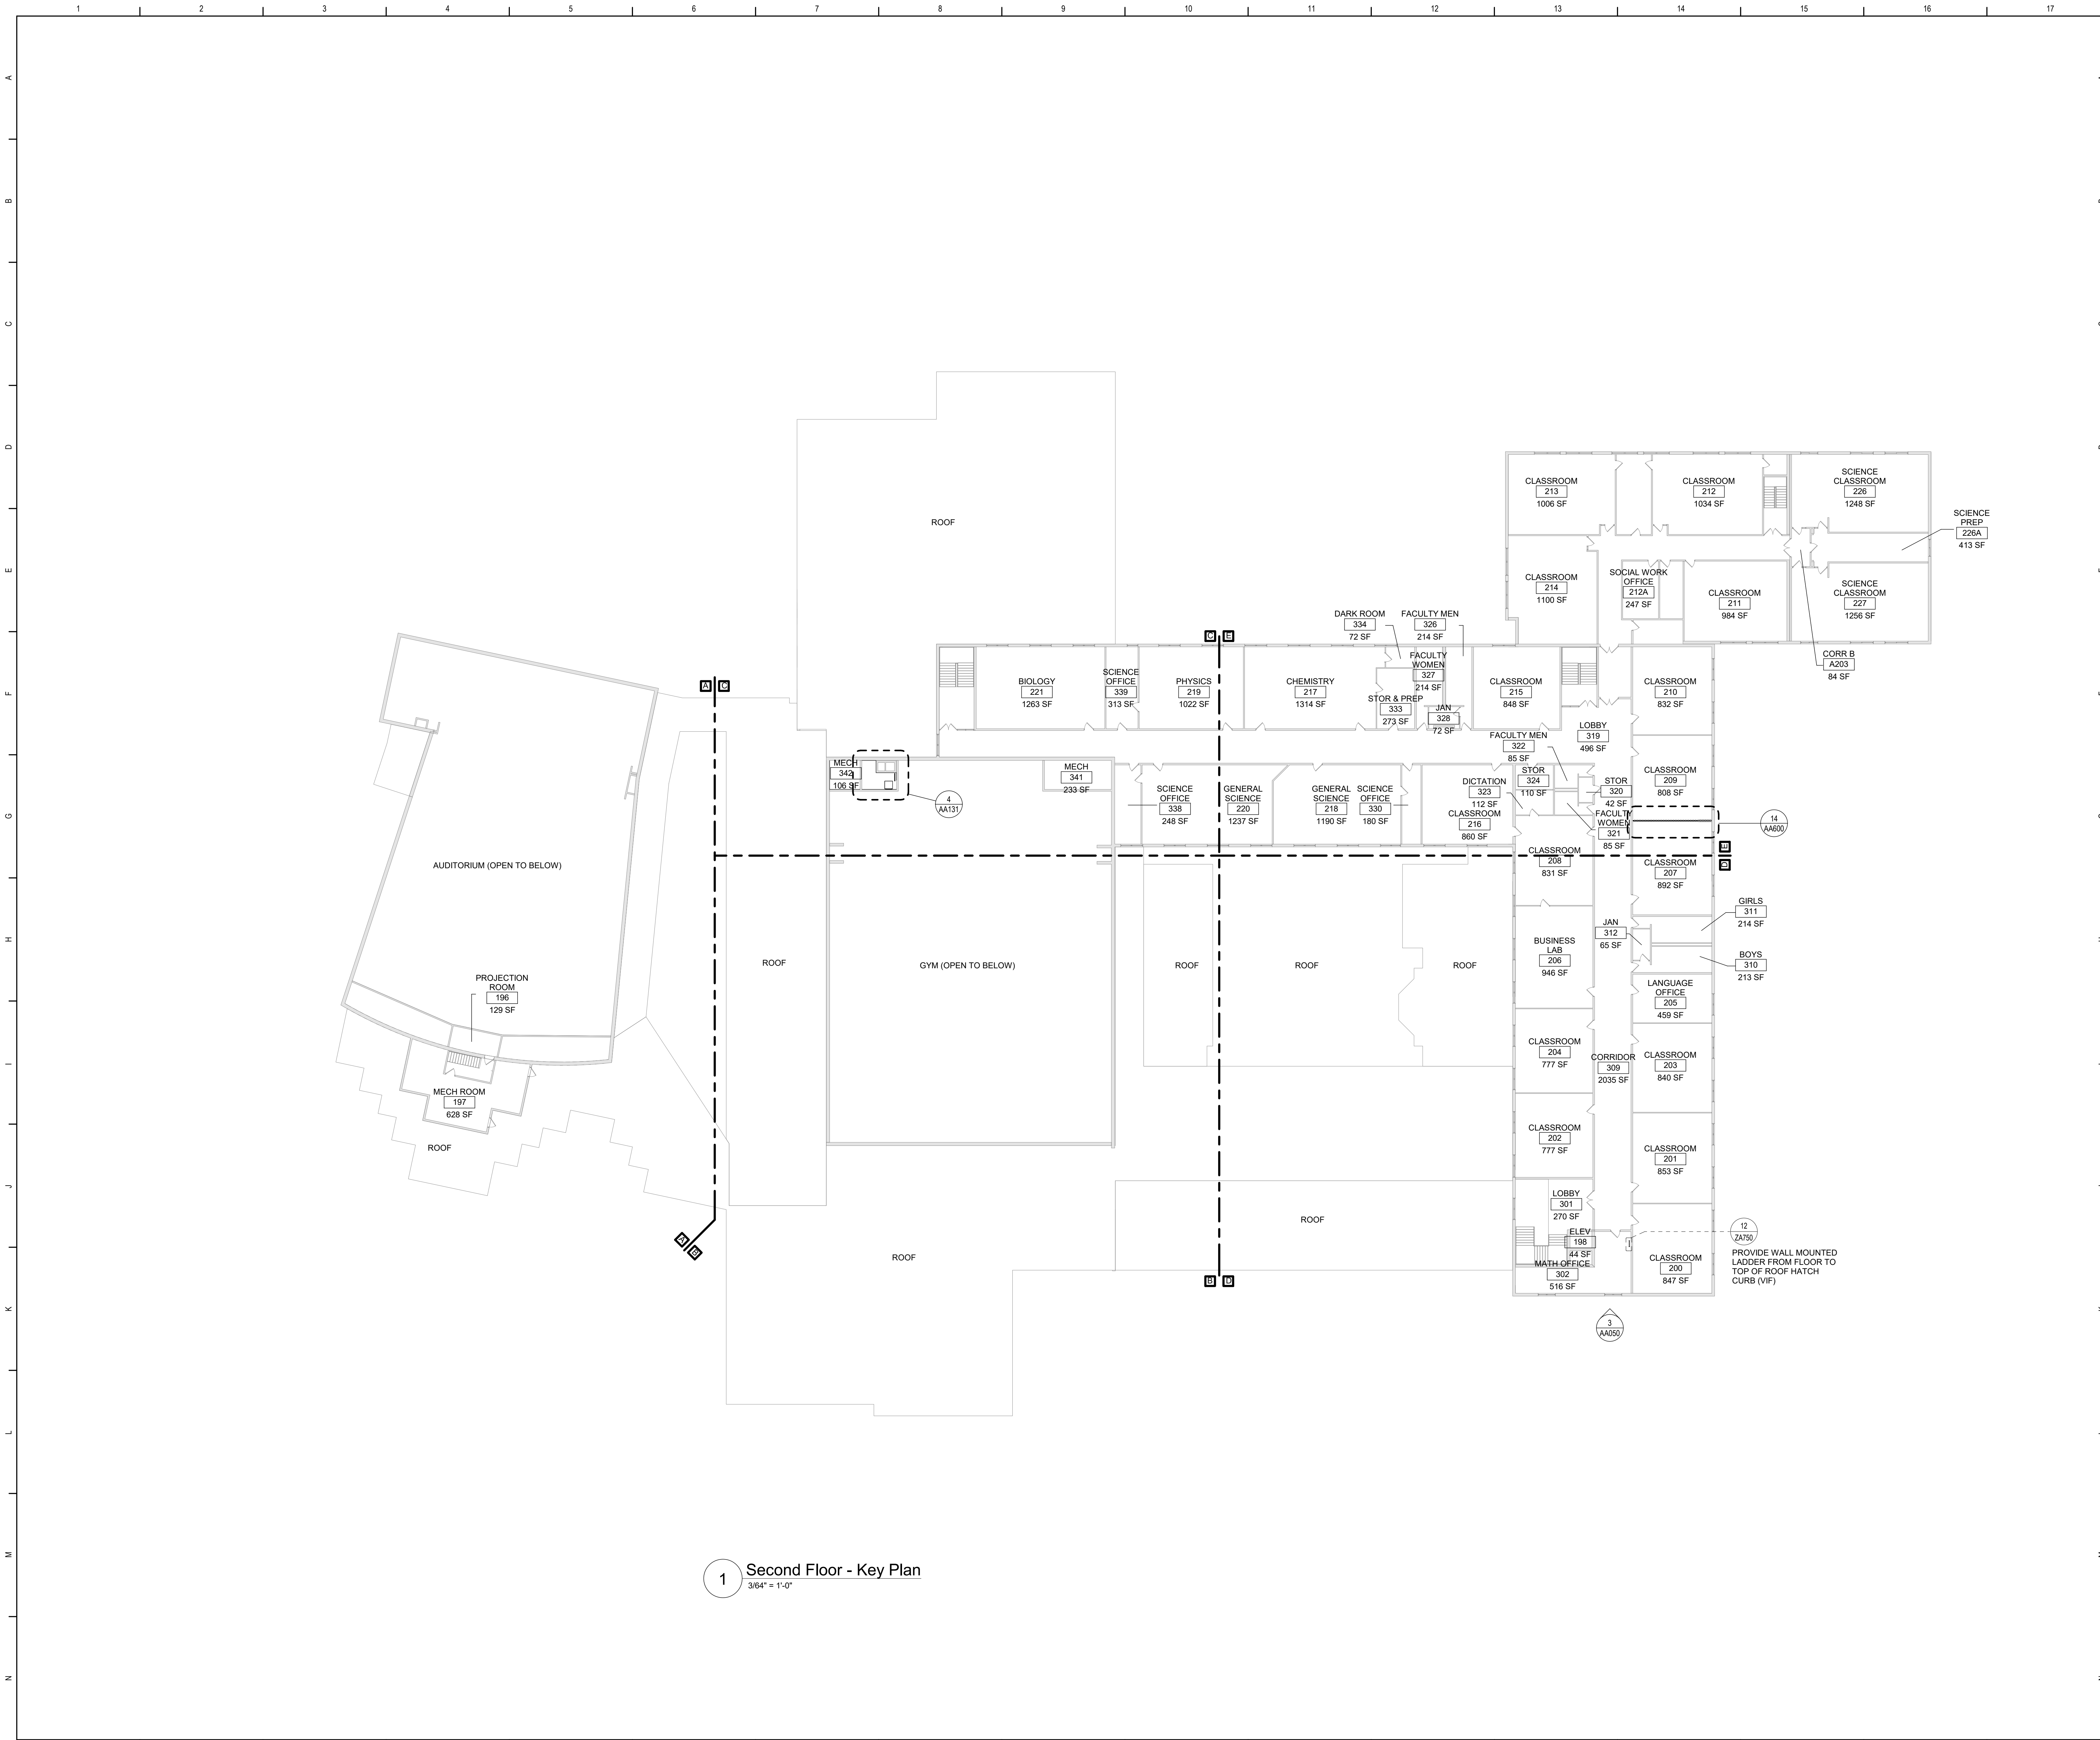 1 2 3 4 5 6 7 8 9 10 11 12 13 14 15 16 17
A
B
C
D
E
F
G
H
I
J
K
L
M
N
ROOF
CLASSROOM
213
1006 SF
CLASSROOM
212
1034 SF
SCIENCE
CLASSROOM
226
1248 SF
SCIENCE
PREP
226A
413 SF
CLASSROOM
214
1100 SF
SOCIAL WORK
OFFICE
212A
247 SF
CLASSROOM
211
984 SF
SCIENCE
CLASSROOM
227
1256 SF
CORR B
A203
84 SF
DARK ROOM
334
72 SF
FACULTY MEN
326
214 SF
C E
A C
BIOLOGY
221
1263 SF
SCIENCE
OFFICE
339
313 SF
PHYSICS
219
1022 SF
CHEMISTRY
217
1314 SF
FACULTY
WOMEN
327
214 SF
STOR & PREP
333
273 SF
JAN
328
72 SF
CLASSROOM
215
848 SF
CLASSROOM
210
832 SF
LOBBY
319
496 SF
FACULTY MEN
322
85 SF
MECH
342
106 SF
4
AA131
MECH
341
233 SF
SCIENCE
OFFICE
338
248 SF
GENERAL
SCIENCE
220
1237 SF
GENERAL
SCIENCE
218
1190 SF
SCIENCE
OFFICE
330
180 SF
DICTATION
323
112 SF
CLASSROOM
216
860 SF
STOR
324
110 SF
STOR
320
42 SF
FACULTY
WOMEN
321
85 SF
CLASSROOM
209
808 SF
14
AA600
E
D
AUDITORIUM (OPEN TO BELOW)
CLASSROOM
208
831 SF
CLASSROOM
207
892 SF
GIRLS
311
214 SF
JAN
312
65 SF
BOYS
310
213 SF
BUSINESS
LAB
206
946 SF
ROOF
GYM (OPEN TO BELOW)
ROOF
ROOF
ROOF
PROJECTION
ROOM
196
129 SF
LANGUAGE
OFFICE
205
459 SF
CLASSROOM
204
777 SF
CORRIDOR
309
2035 SF
CLASSROOM
203
840 SF
MECH ROOM
197
628 SF
ROOF
CLASSROOM
202
777 SF
CLASSROOM
201
853 SF
LOBBY
301
270 SF
ELEV
198
44 SF
MATH OFFICE
302
516 SF
CLASSROOM
200
847 SF
12
ZA750
PROVIDE WALL MOUNTED
LADDER FROM FLOOR TO
TOP OF ROOF HATCH
CURB (VIF)
ROOF
ROOF
A B
B D
3
AA050
1
Second Floor - Key Plan
3/64" = 1'-0"